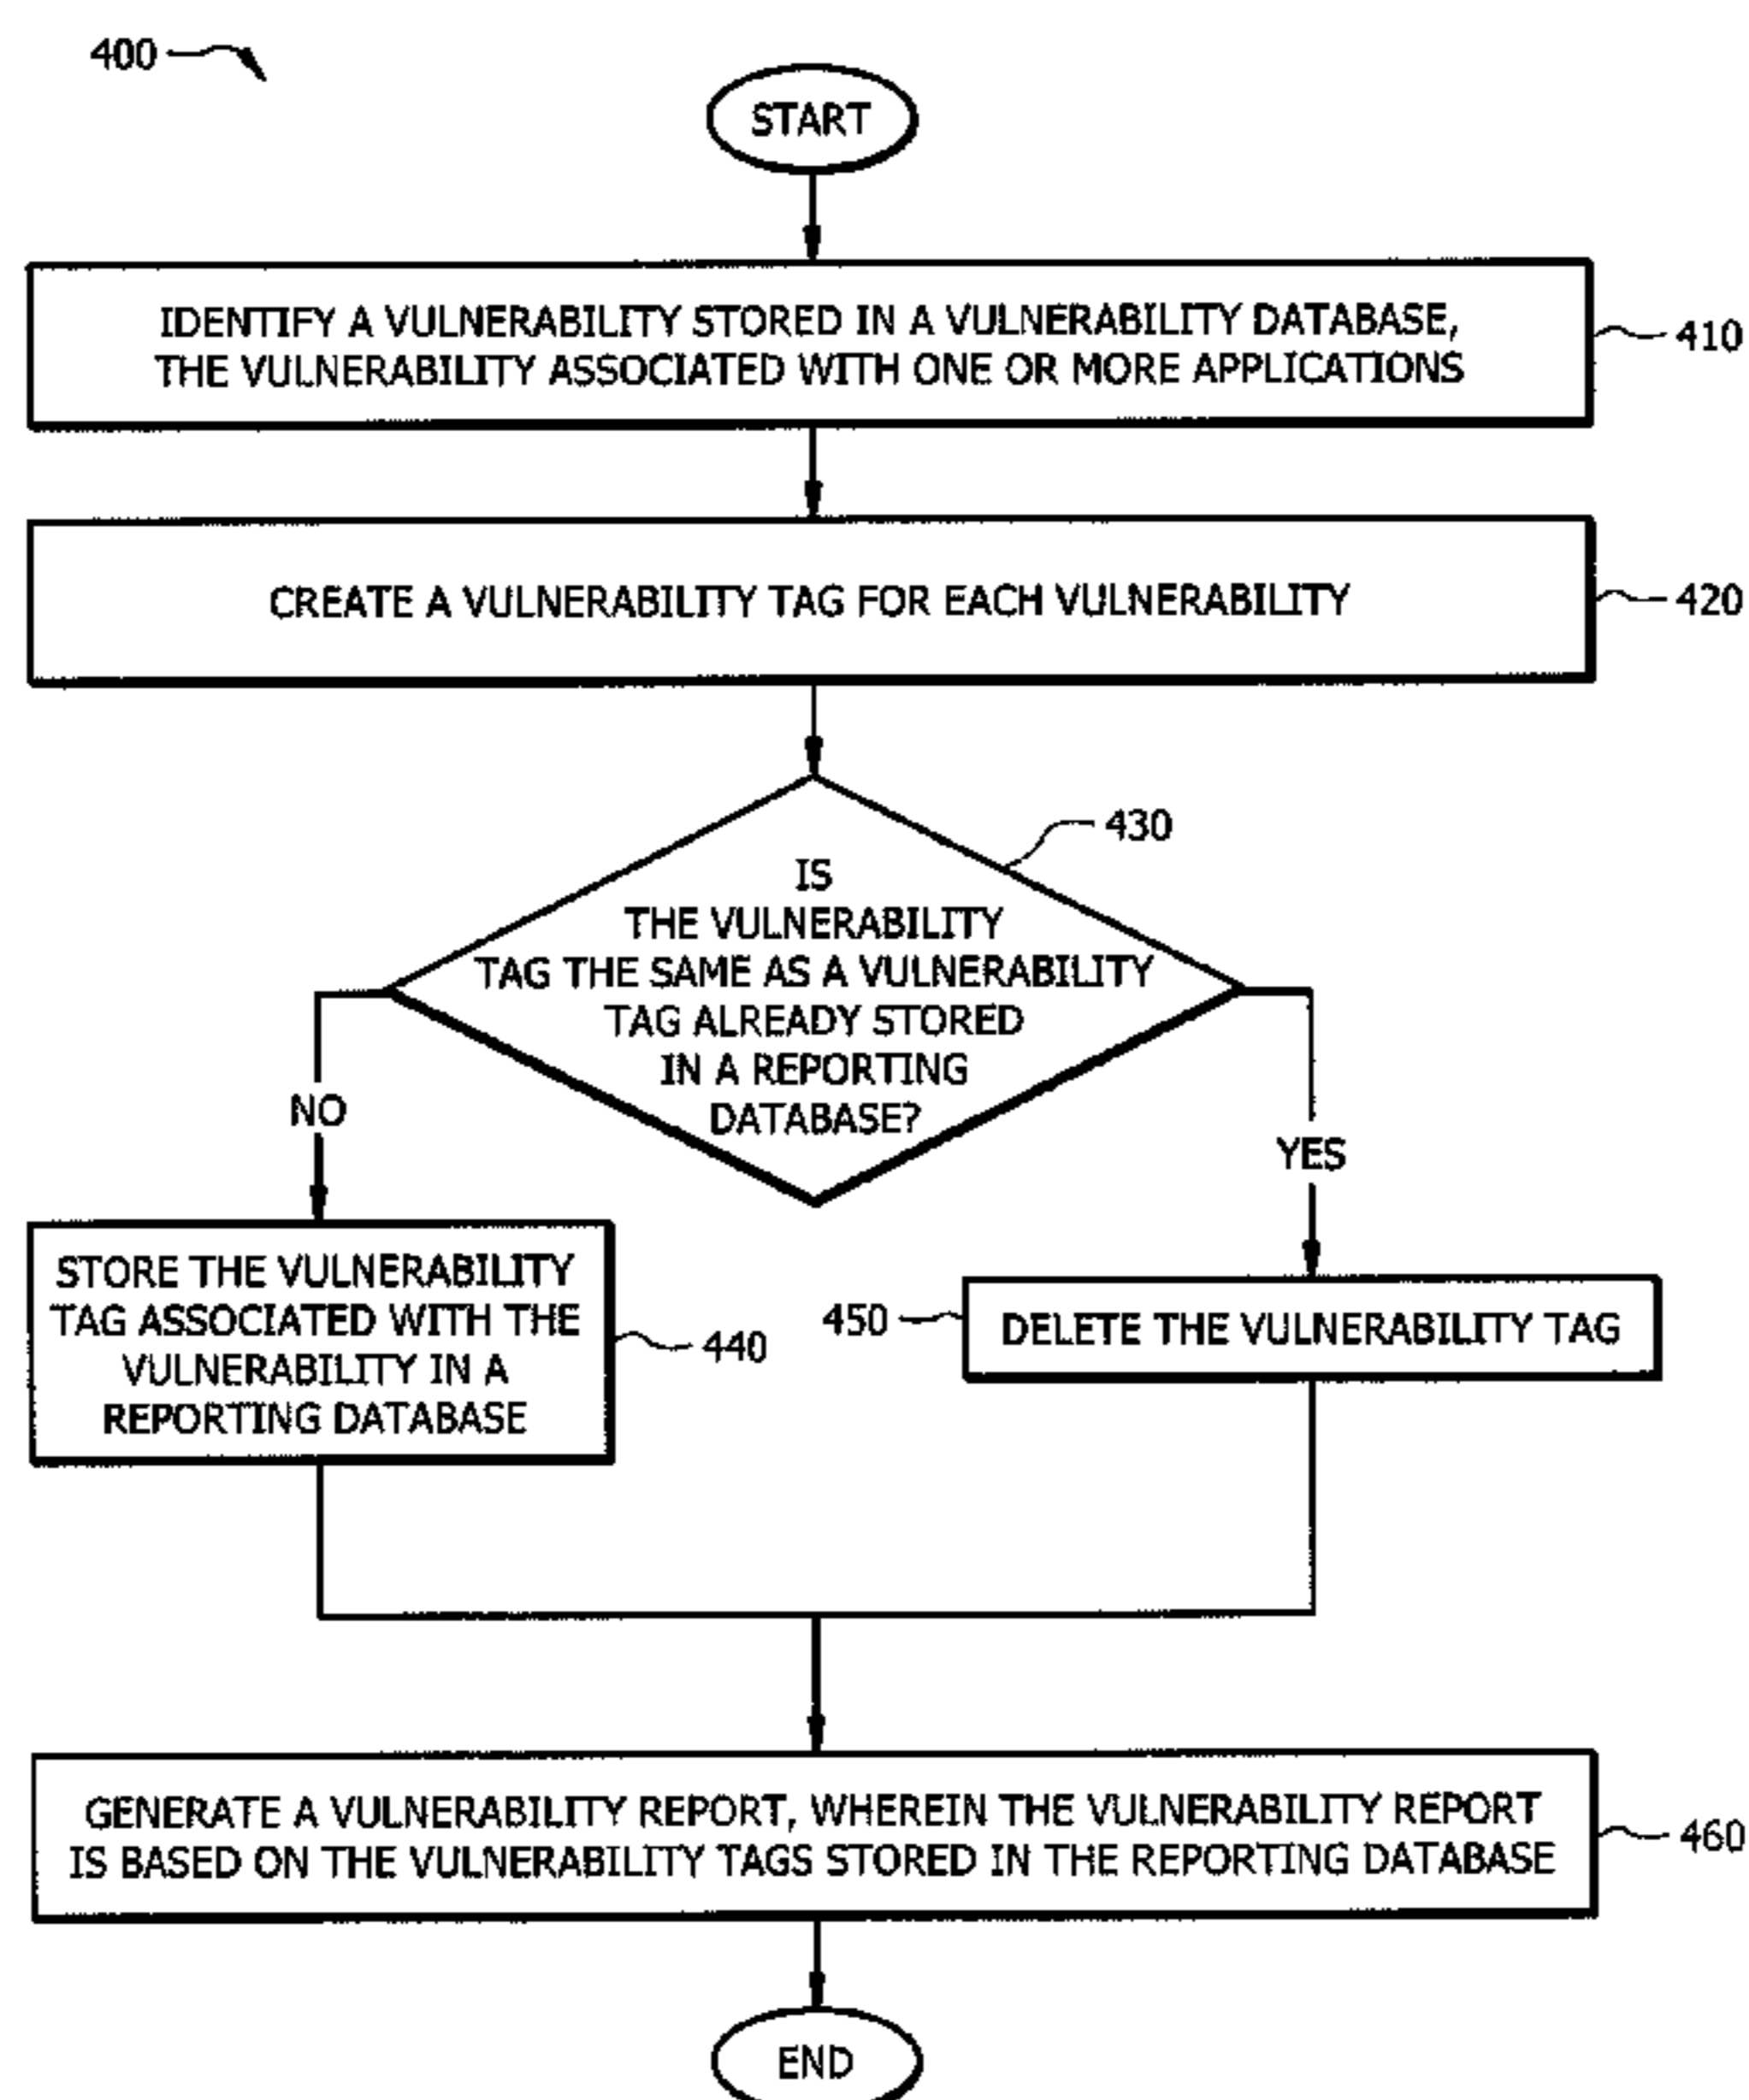 400
START
IDENTIFY A VULNERABILITY STORED IN A VULNERABILITY DATABASE,
THE VULNERABILITY ASSOCIATED WITH ONE OR MORE APPLICATIONS
410
CREATE A VULNERABILITY TAG FOR EACH VULNERABILITY
420
430
IS
THE VULNERABILITY
TAG THE SAME AS A VULNERABILITY
TAG ALREADY STORED
IN A REPORTING
DATABASE?
NO
YES
STORE THE VULNERABILITY
TAG ASSOCIATED WITH THE
VULNERABILITY IN A
REPORTING DATABASE
440
450
DELETE THE VULNERABILITY TAG
GENERATE A VULNERABILITY REPORT, WHEREIN THE VULNERABILITY REPORT
IS BASED ON THE VULNERABILITY TAGS STORED IN THE REPORTING DATABASE
460
END